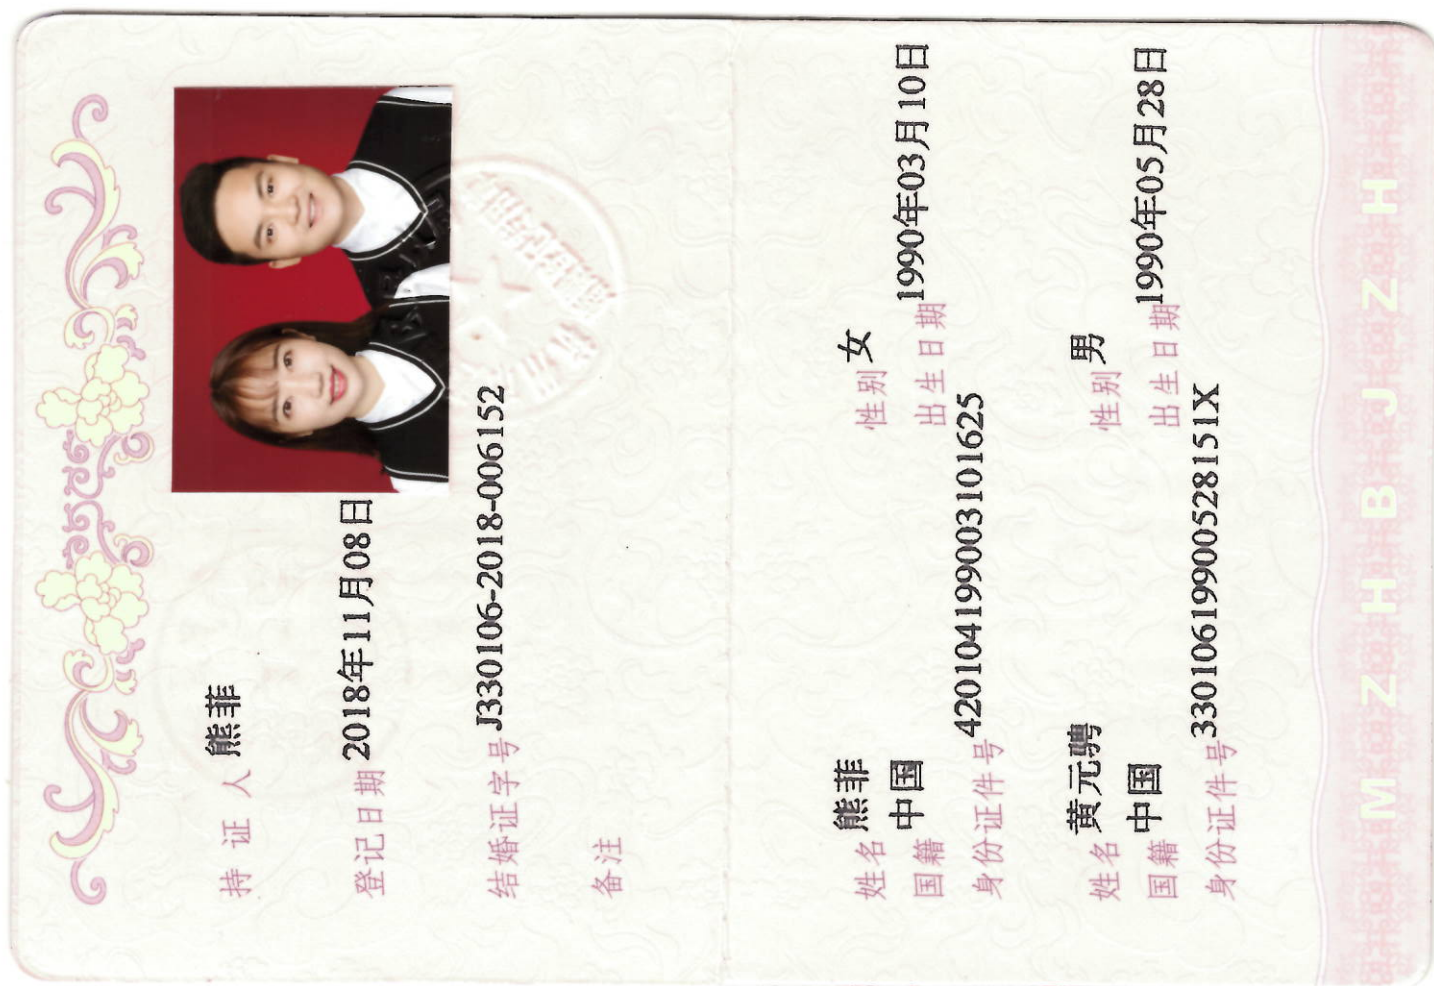 持证人 熊菲
登记日期 2018年11月08日
结婚证字号 J330106-2018-006152
备注
姓名 熊菲 性别 女
国籍 中国 出生日期 1990年03月10日
身份证件号 420104199003101625
姓名 黄元骋 性别 男
国籍 中国 出生日期 1990年05月28日
身份证件号 33010619900528151X
MZHBJZH